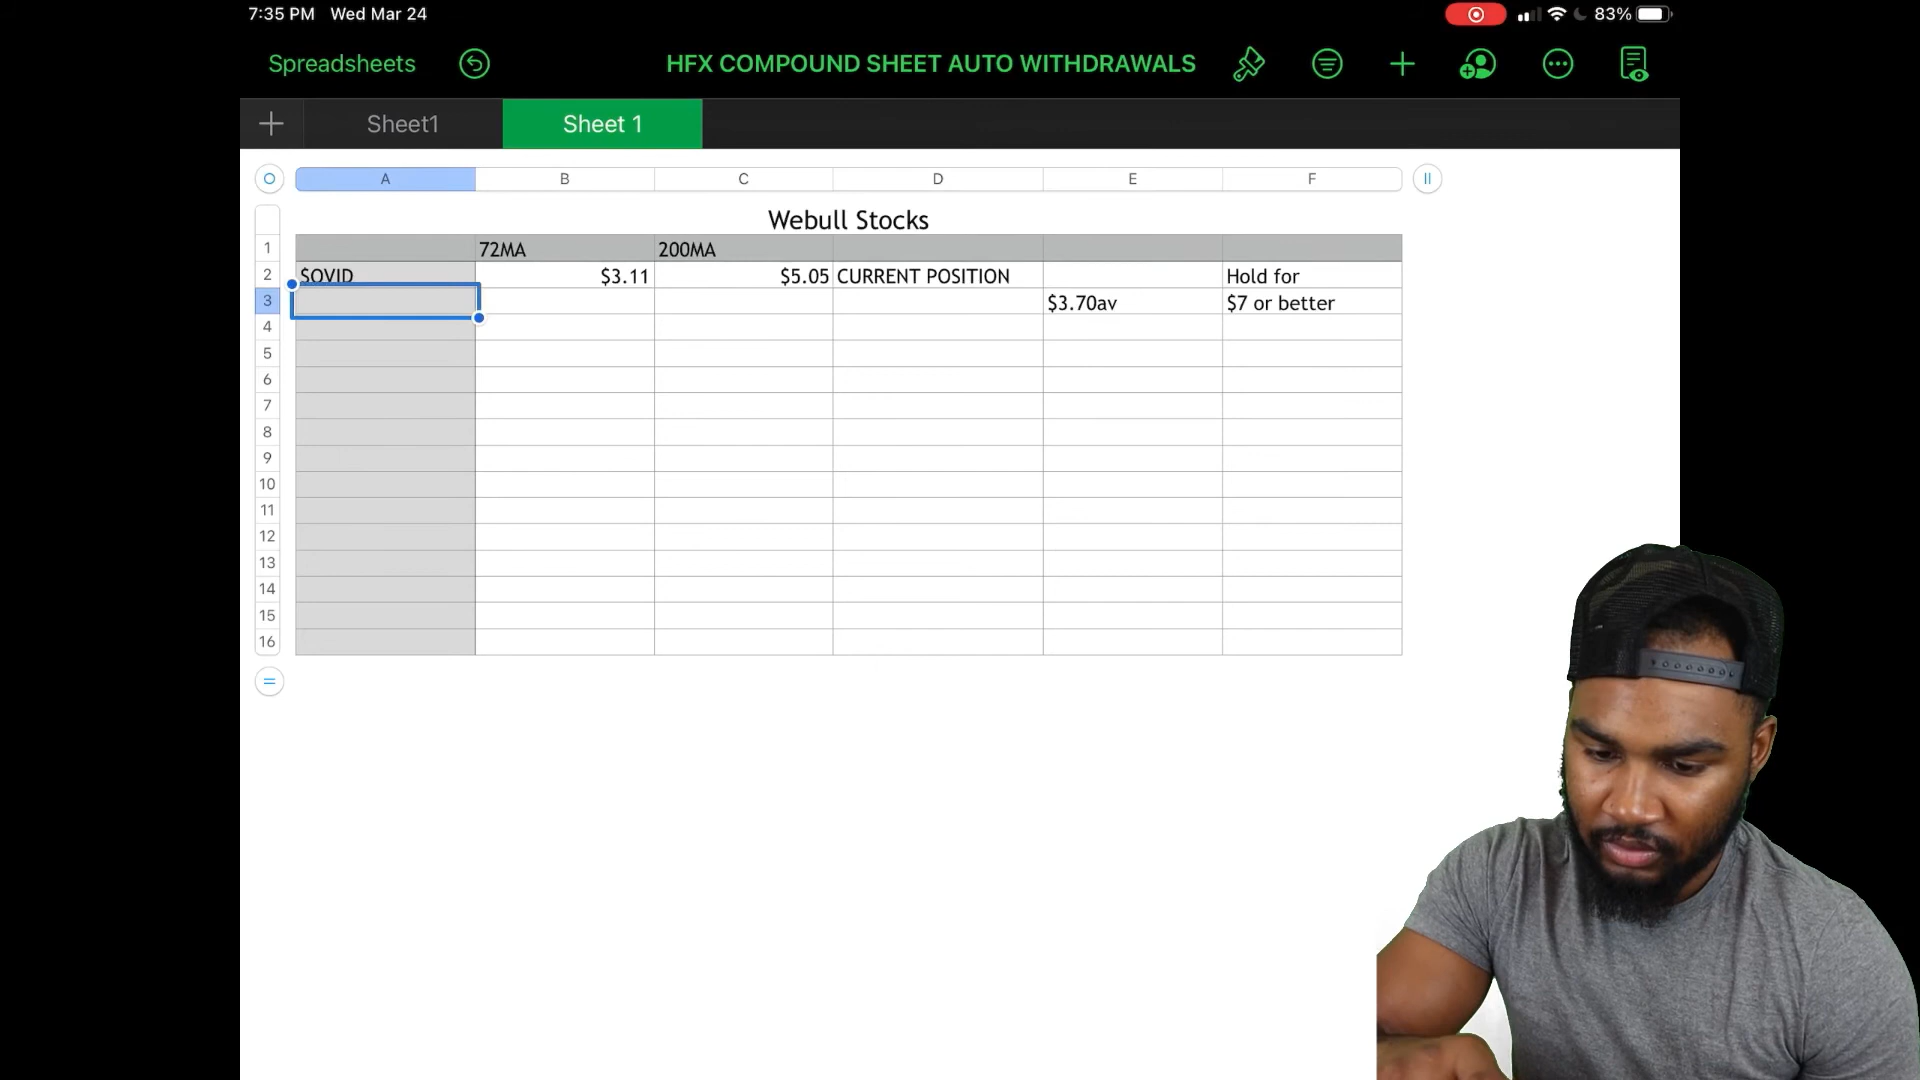 7:35 PM Wed Mar 24 83%
Spreadsheets HFX COMPOUND SHEET AUTO WITHDRAWALS
Sheet1 Sheet 1
A B C D E F
Webull Stocks
1 72MA 200MA
2 $OVID $3.11 $5.05 CURRENT POSITION Hold for
3 $3.70av $7 or better
4
5
6
7
8
9
10
11
12
13
14
15
16